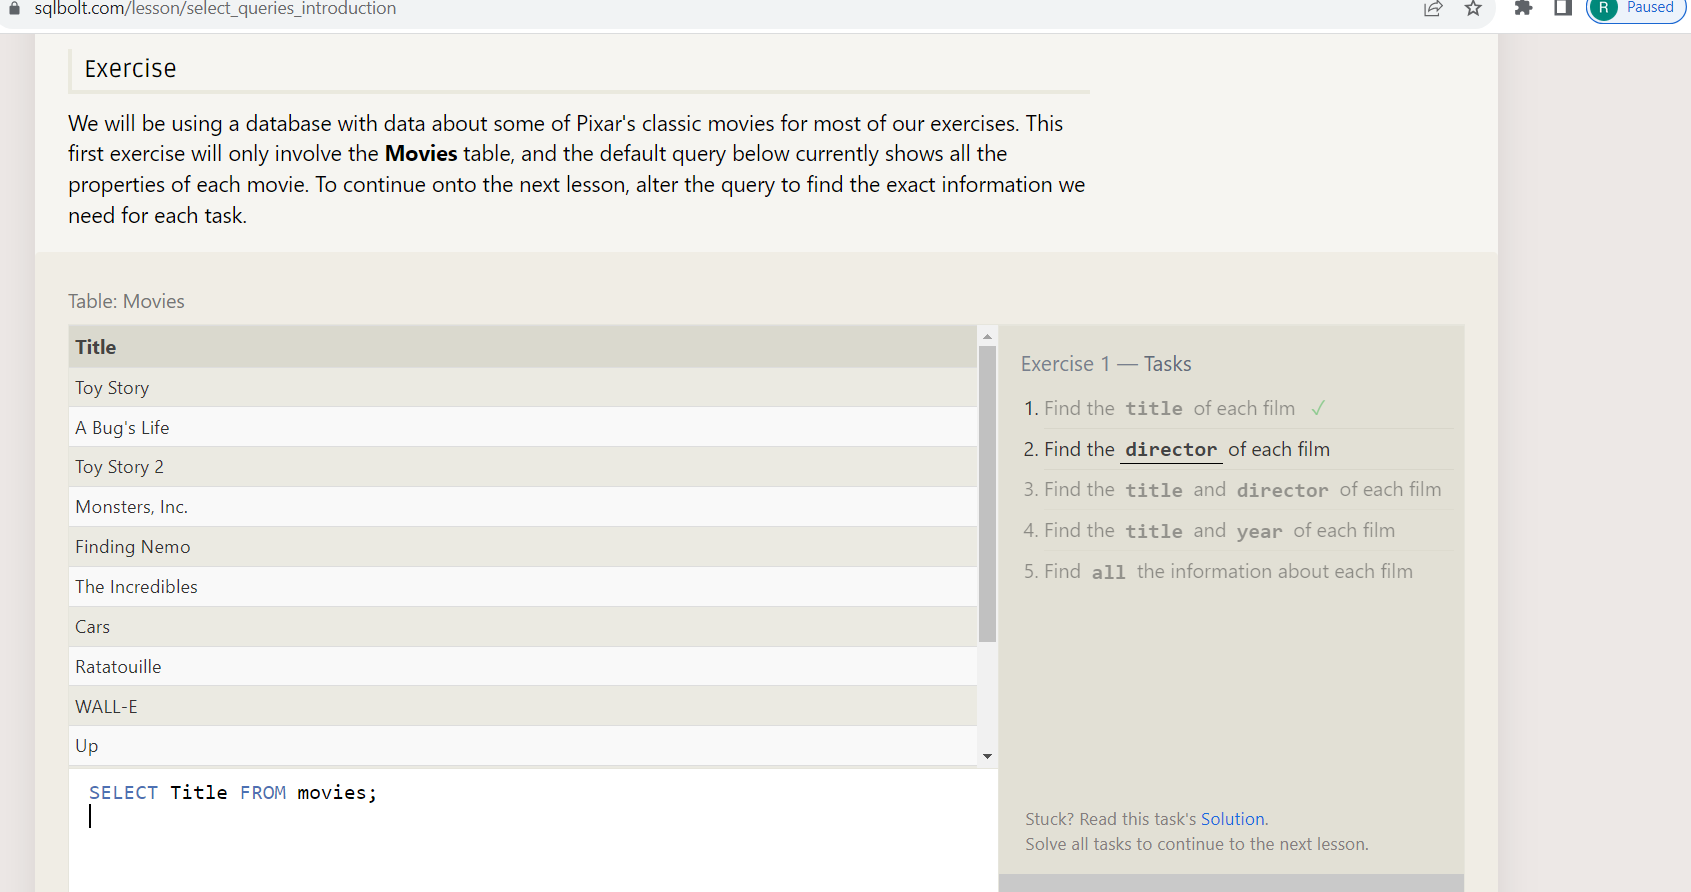 sqlbolt.com/lesson/select_queries_introduction
R Paused
Exercise
We will be using a database with data about some of Pixar's classic movies for most of our exercises. This
first exercise will only involve the Movies table, and the default query below currently shows all the
properties of each movie. To continue onto the next lesson, alter the query to find the exact information we
need for each task.
Table: Movies
Title
Toy Story
A Bug's Life
Toy Story 2
Monsters, Inc.
Finding Nemo
The Incredibles
Cars
Ratatouille
WALL-E
Up
SELECT Title FROM movies;
Exercise 1 — Tasks
1. Find the title of each film ✓
2. Find the director of each film
3. Find the title and director of each film
4. Find the title and year of each film
5. Find all the information about each film
Stuck? Read this task's Solution.
Solve all tasks to continue to the next lesson.